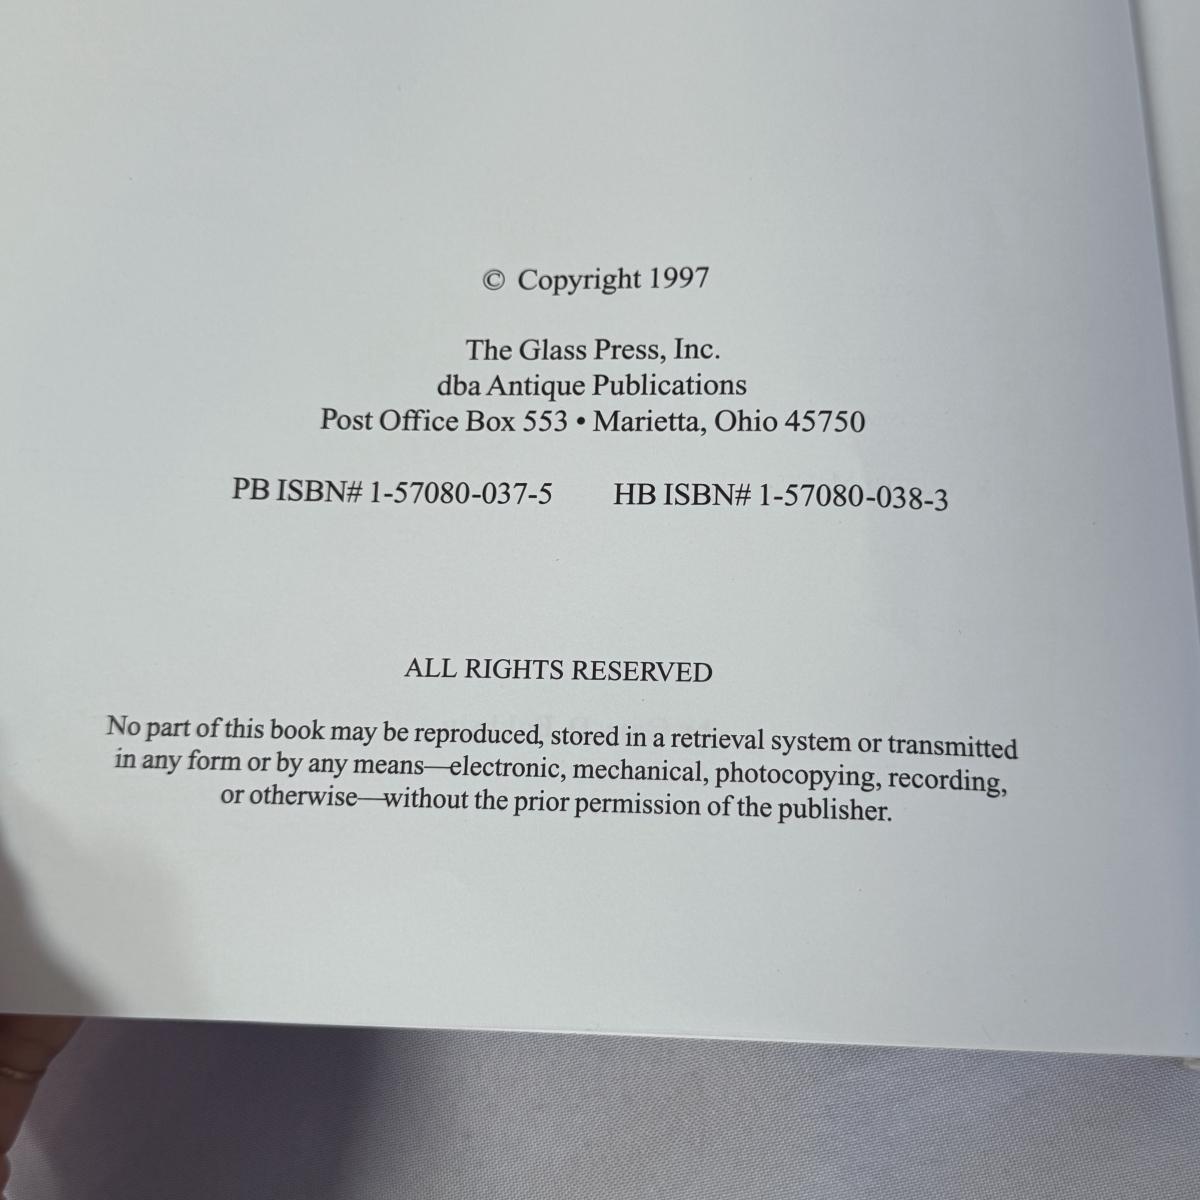 © Copyright 1997
The Glass Press, Inc.
dba Antique Publications
Post Office Box 553 • Marietta, Ohio 45750
PB ISBN# 1-57080-037-5 HB ISBN# 1-57080-038-3
ALL RIGHTS RESERVED
No part of this book may be reproduced, stored in a retrieval system or transmitted
in any form or by any means—electronic, mechanical, photocopying, recording,
or otherwise—without the prior permission of the publisher.